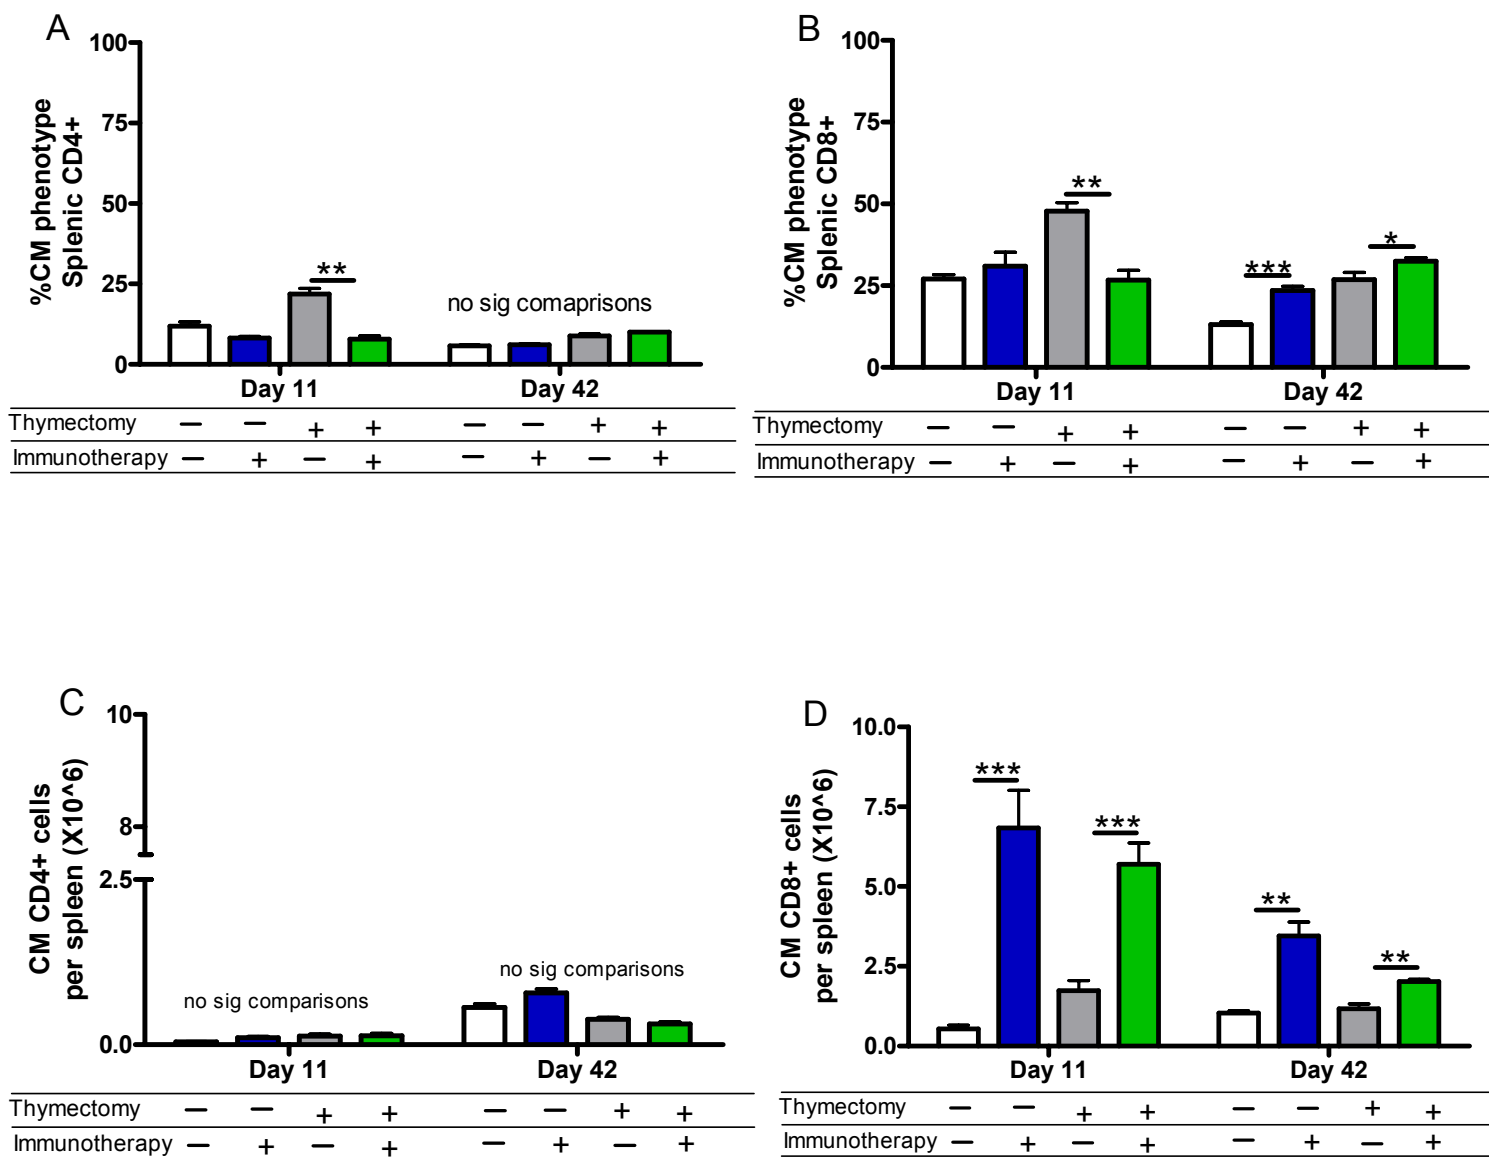 A
100
75
50
25
0
%CM phenotype
Splenic CD4+
**
no sig comaprisons
Day 11 Day 42
Thymectomy — — + + — — + +
Immunotherapy — + — + — + — +
B
100
75
50
25
0
%CM phenotype
Splenic CD8+
**
***
*
Day 11 Day 42
Thymectomy — — + + — — + +
Immunotherapy — + — + — + — +
C
10
8
2.5
0.0
CM CD4+ cells
per spleen (X10^6)
no sig comparisons
no sig comparisons
Day 11 Day 42
Thymectomy — — + + — — + +
Immunotherapy — + — + — + — +
D
10.0
7.5
5.0
2.5
0.0
CM CD8+ cells
per spleen (X10^6)
***
***
**
**
Day 11 Day 42
Thymectomy — — + + — — + +
Immunotherapy — + — + — + — +